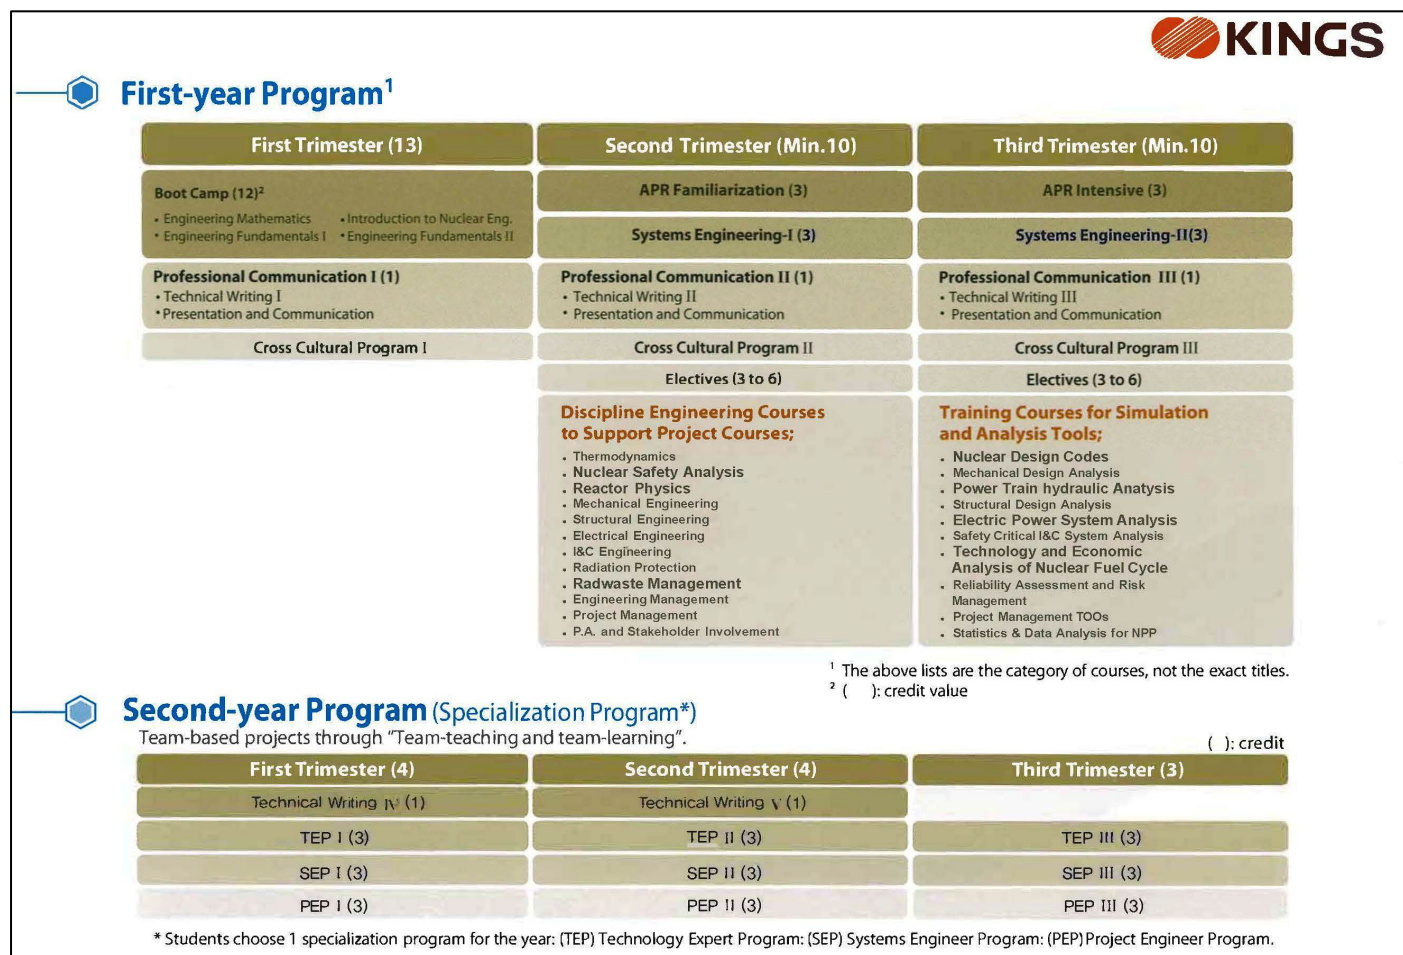 KINGS
First-year Program¹
First Trimester (13)
Boot Camp (12)²
• Engineering Mathematics • Introduction to Nuclear Eng.
• Engineering Fundamentals I • Engineering Fundamentals II
Professional Communication I (1)
• Technical Writing I
• Presentation and Communication
Cross Cultural Program I
Second Trimester (Min.10)
APR Familiarization (3)
Systems Engineering-I (3)
Professional Communication II (1)
• Technical Writing II
• Presentation and Communication
Cross Cultural Program II
Electives (3 to 6)
Discipline Engineering Courses
to Support Project Courses;
• Thermodynamics
• Nuclear Safety Analysis
• Reactor Physics
• Mechanical Engineering
• Structural Engineering
• Electrical Engineering
• I&C Engineering
• Radiation Protection
• Radwaste Management
• Engineering Management
• Project Management
• P.A. and Stakeholder Involvement
Third Trimester (Min.10)
APR Intensive (3)
Systems Engineering-II(3)
Professional Communication III (1)
• Technical Writing III
• Presentation and Communication
Cross Cultural Program III
Electives (3 to 6)
Training Courses for Simulation
and Analysis Tools;
• Nuclear Design Codes
• Mechanical Design Analysis
• Power Train hydraulic Anatysis
• Structural Design Analysis
• Electric Power System Analysis
• Safety Critical I&C System Analysis
• Technology and Economic
Analysis of Nuclear Fuel Cycle
• Reliability Assessment and Risk
Management
• Project Management TOOs
• Statistics & Data Analysis for NPP
¹ The above lists are the category of courses, not the exact titles.
² ( ): credit value
Second-year Program (Specialization Program*)
Team-based projects through “Team-teaching and team-learning”.
( ): credit
First Trimester (4) Second Trimester (4) Third Trimester (3)
Technical Writing IV (1) Technical Writing V (1)
TEP I (3) TEP II (3) TEP III (3)
SEP I (3) SEP II (3) SEP III (3)
PEP I (3) PEP II (3) PEP III (3)
* Students choose 1 specialization program for the year: (TEP) Technology Expert Program: (SEP) Systems Engineer Program: (PEP) Project Engineer Program.